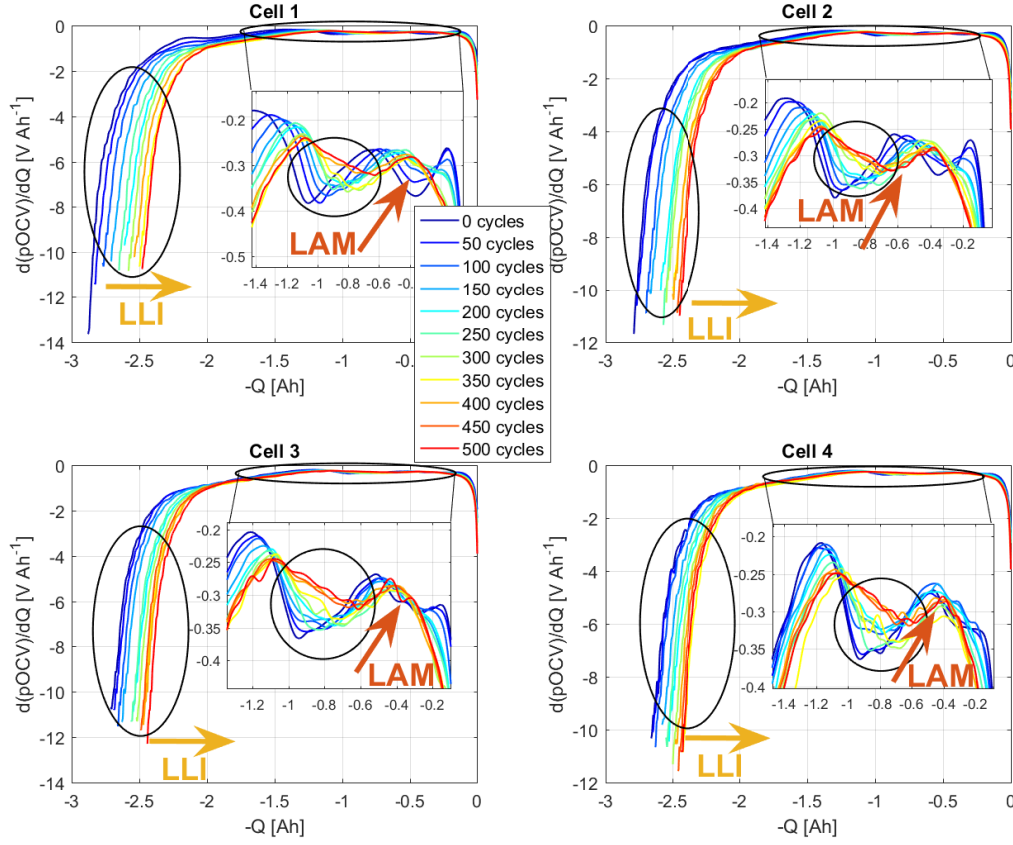 Cell 1
d(pOCV)/dQ [V Ah⁻¹]
0
-2
-4
-6
-8
-10
-12
-14
-3 -2.5 -2 -1.5 -1 -0.5 0
-Q [Ah]
-0.2
-0.3
-0.4
-0.5
-1.4 -1.2 -1 -0.8 -0.6 -0.4
LAM
LLI
Cell 2
d(pOCV)/dQ [V Ah⁻¹]
0
-2
-4
-6
-8
-10
-12
-3 -2.5 -2 -1.5 -1 -0.5 0
-Q [Ah]
-0.2
-0.25
-0.3
-0.35
-0.4
-1.4 -1.2 -1 -0.8 -0.6 -0.4 -0.2
LAM
LLI
0 cycles
50 cycles
100 cycles
150 cycles
200 cycles
250 cycles
300 cycles
350 cycles
400 cycles
450 cycles
500 cycles
Cell 3
d(pOCV)/dQ [V Ah⁻¹]
0
-2
-4
-6
-8
-10
-12
-14
-3 -2.5 -2 -1.5 -1 -0.5 0
-Q [Ah]
-0.2
-0.25
-0.3
-0.35
-0.4
-1.2 -1 -0.8 -0.6 -0.4 -0.2
LAM
LLI
Cell 4
d(pOCV)/dQ [V Ah⁻¹]
0
-2
-4
-6
-8
-10
-12
-3 -2.5 -2 -1.5 -1 -0.5 0
-Q [Ah]
-0.2
-0.25
-0.3
-0.35
-0.4
-1.4 -1.2 -1 -0.8 -0.6 -0.4 -0.2
LAM
LLI